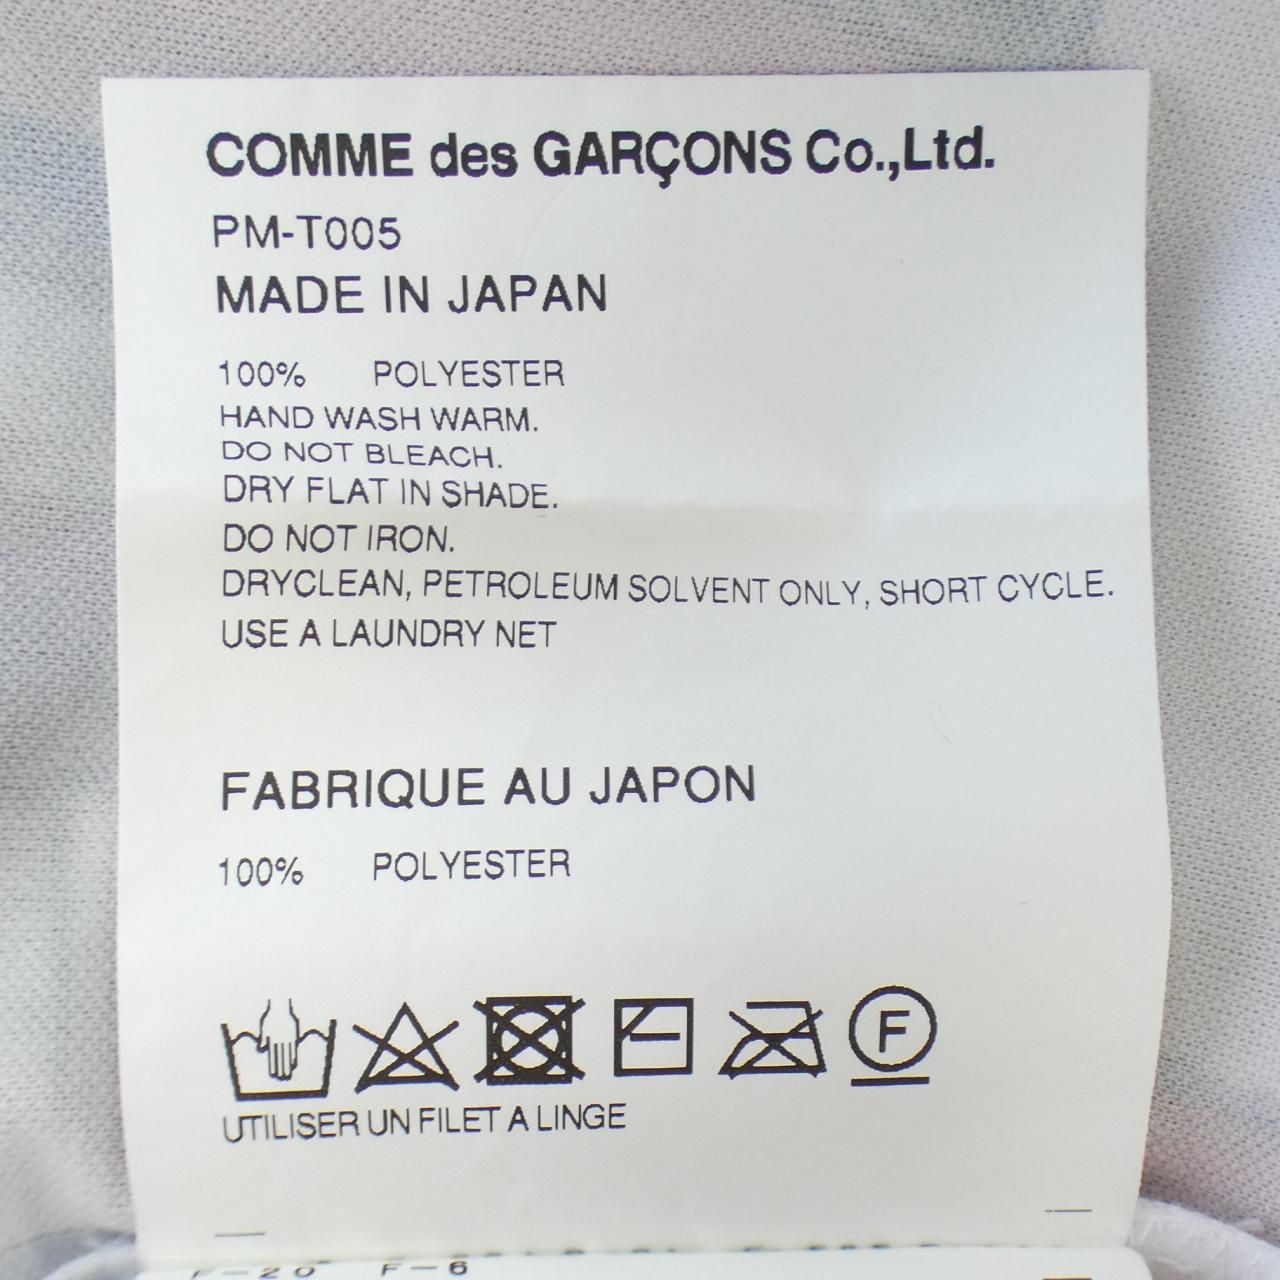 COMME des GARÇONS Co.,Ltd.
PM-T005
MADE IN JAPAN
100% POLYESTER
HAND WASH WARM.
DO NOT BLEACH.
DRY FLAT IN SHADE.
DO NOT IRON.
DRYCLEAN, PETROLEUM SOLVENT ONLY, SHORT CYCLE.
USE A LAUNDRY NET
FABRIQUE AU JAPON
100% POLYESTER
F
UTILISER UN FILET A LINGE
F-20 F-6